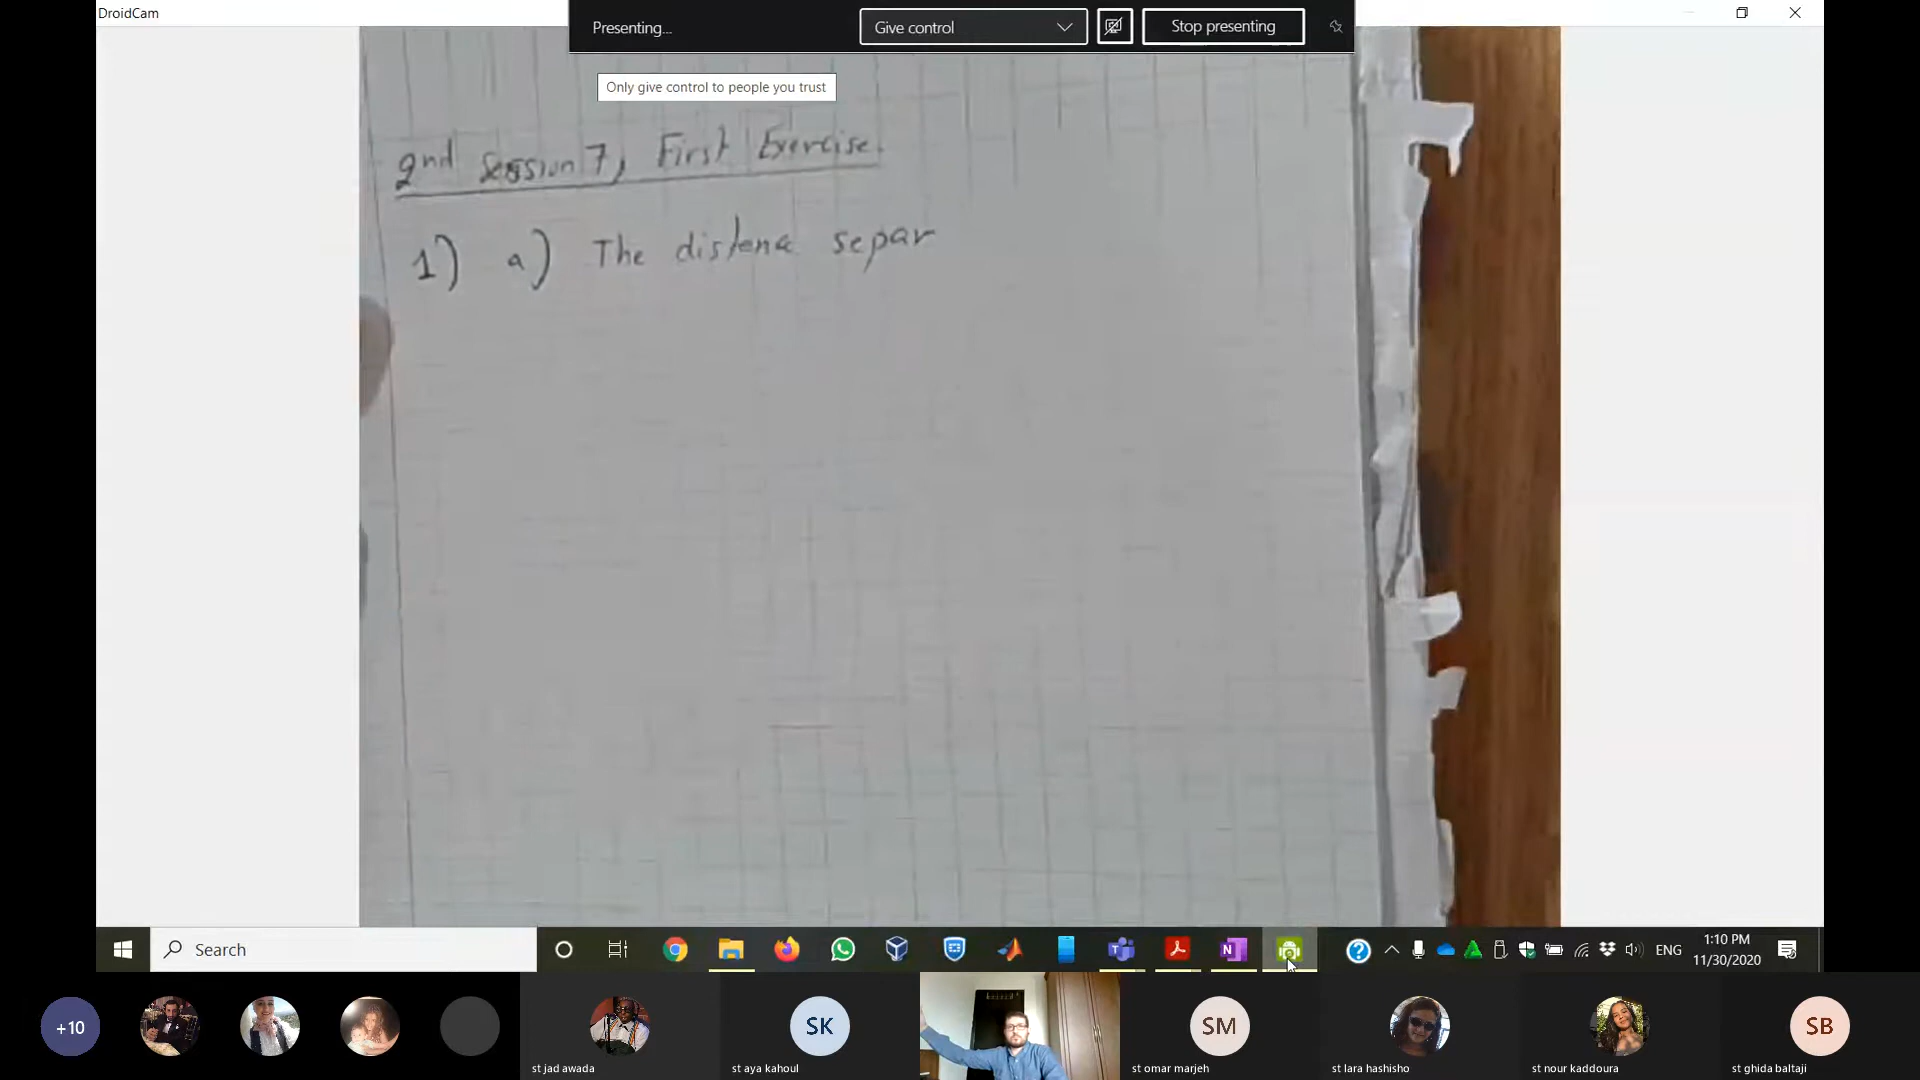 DroidCam
Presenting...
Give control
Stop presenting
Only give control to people you trust
2nd Session 7, First Exercise.
1) a) The distance separ
Search
ENG
1:10 PM
11/30/2020
+10
st jad awada
SK
st aya kahoul
SM
st omar marjeh
st lara hashisho
st nour kaddoura
SB
st ghida baltaji